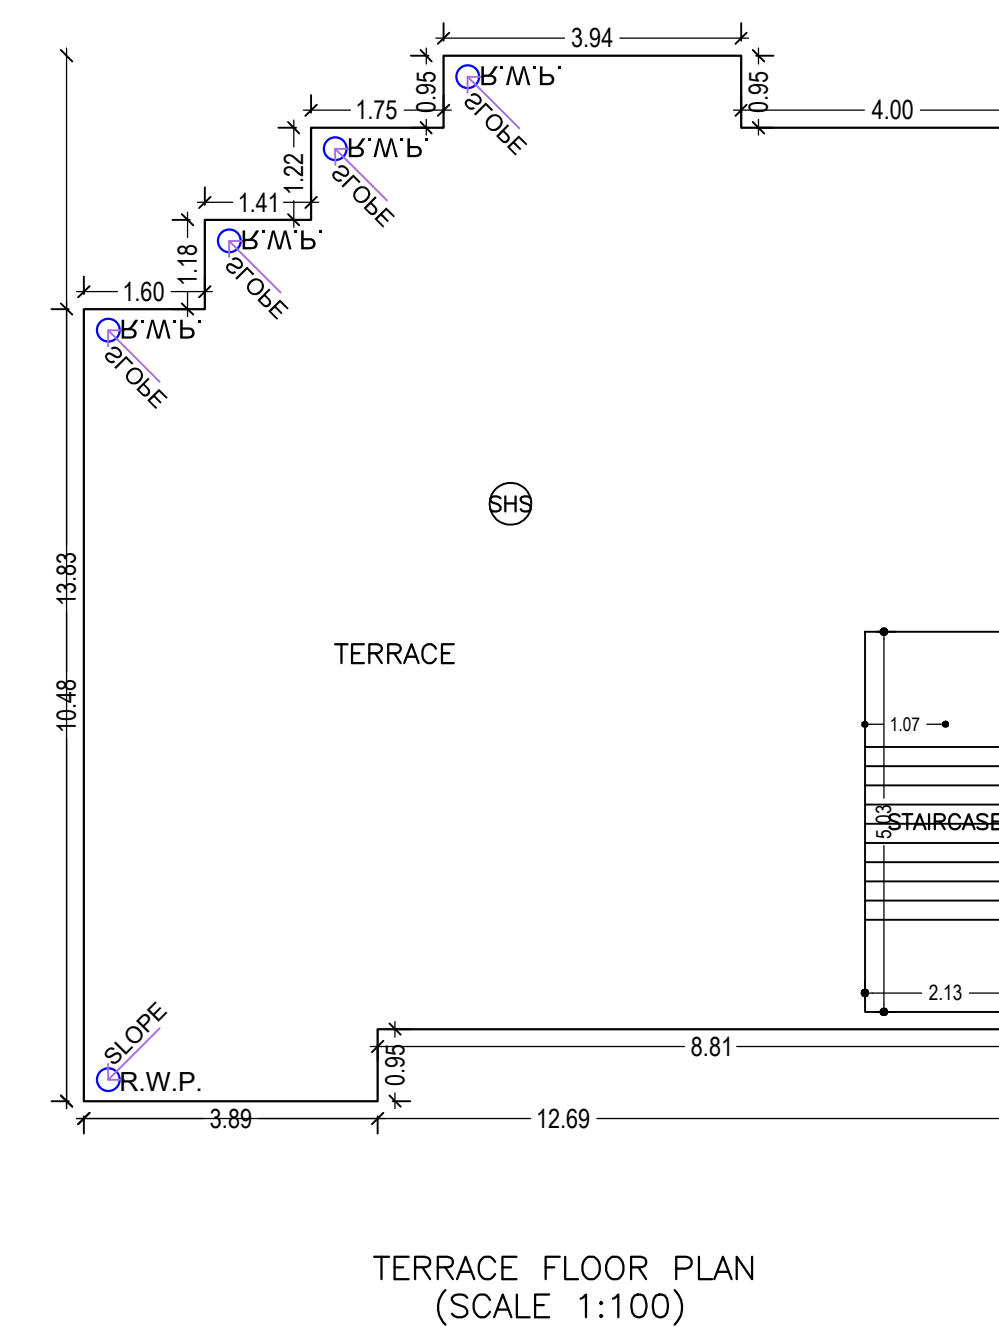 3.94
0.95
R.W.P.
SLOPE
0.95
4.00
1.75
R.W.P.
SLOPE
1.22
1.41
R.W.P.
SLOPE
1.18
1.60
R.W.P.
SLOPE
SHS
13.83
TERRACE
10.48
1.07
5.03
STAIRCASE
2.13
SLOPE
R.W.P.
0.95
8.81
3.89
12.69
TERRACE FLOOR PLAN
(SCALE 1:100)